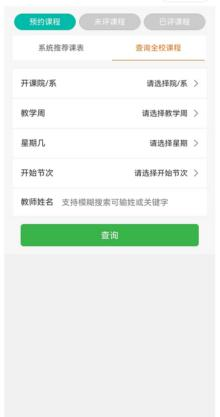 预约课程 未评课程 已评课程
系统推荐课表 查询全校课程
开课院/系 请选择院/系
教学周 请选择教学周
星期几 请选择星期
开始节次 请选择开始节次
教师姓名 支持模糊搜索可输姓或关键字
查询